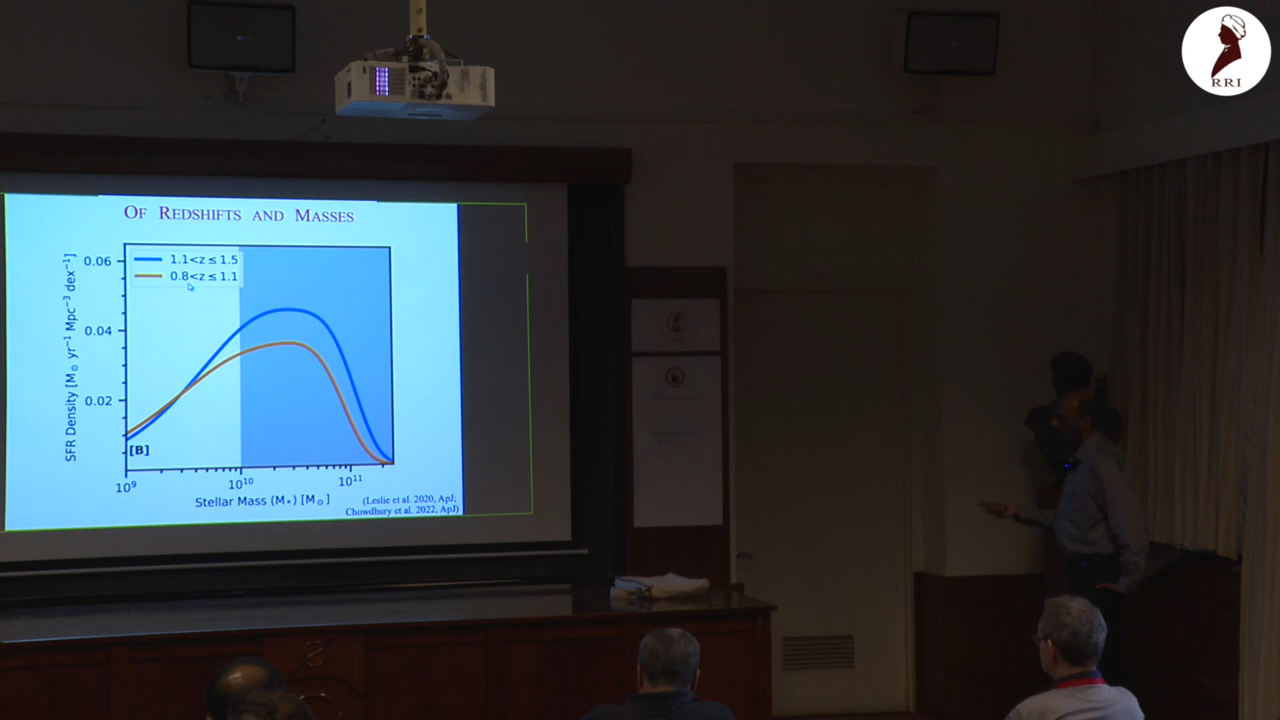 RRI
OF REDSHIFTS AND MASSES
1.1<z≤1.5
0.8<z≤1.1
0.06
0.04
0.02
SFR Density [M☉ yr⁻¹ Mpc⁻³ dex⁻¹]
[B]
10⁹
10¹⁰
10¹¹
Stellar Mass (M⋆) [M☉]
(Leslie et al. 2020, ApJ;
Chowdhury et al. 2022, ApJ)